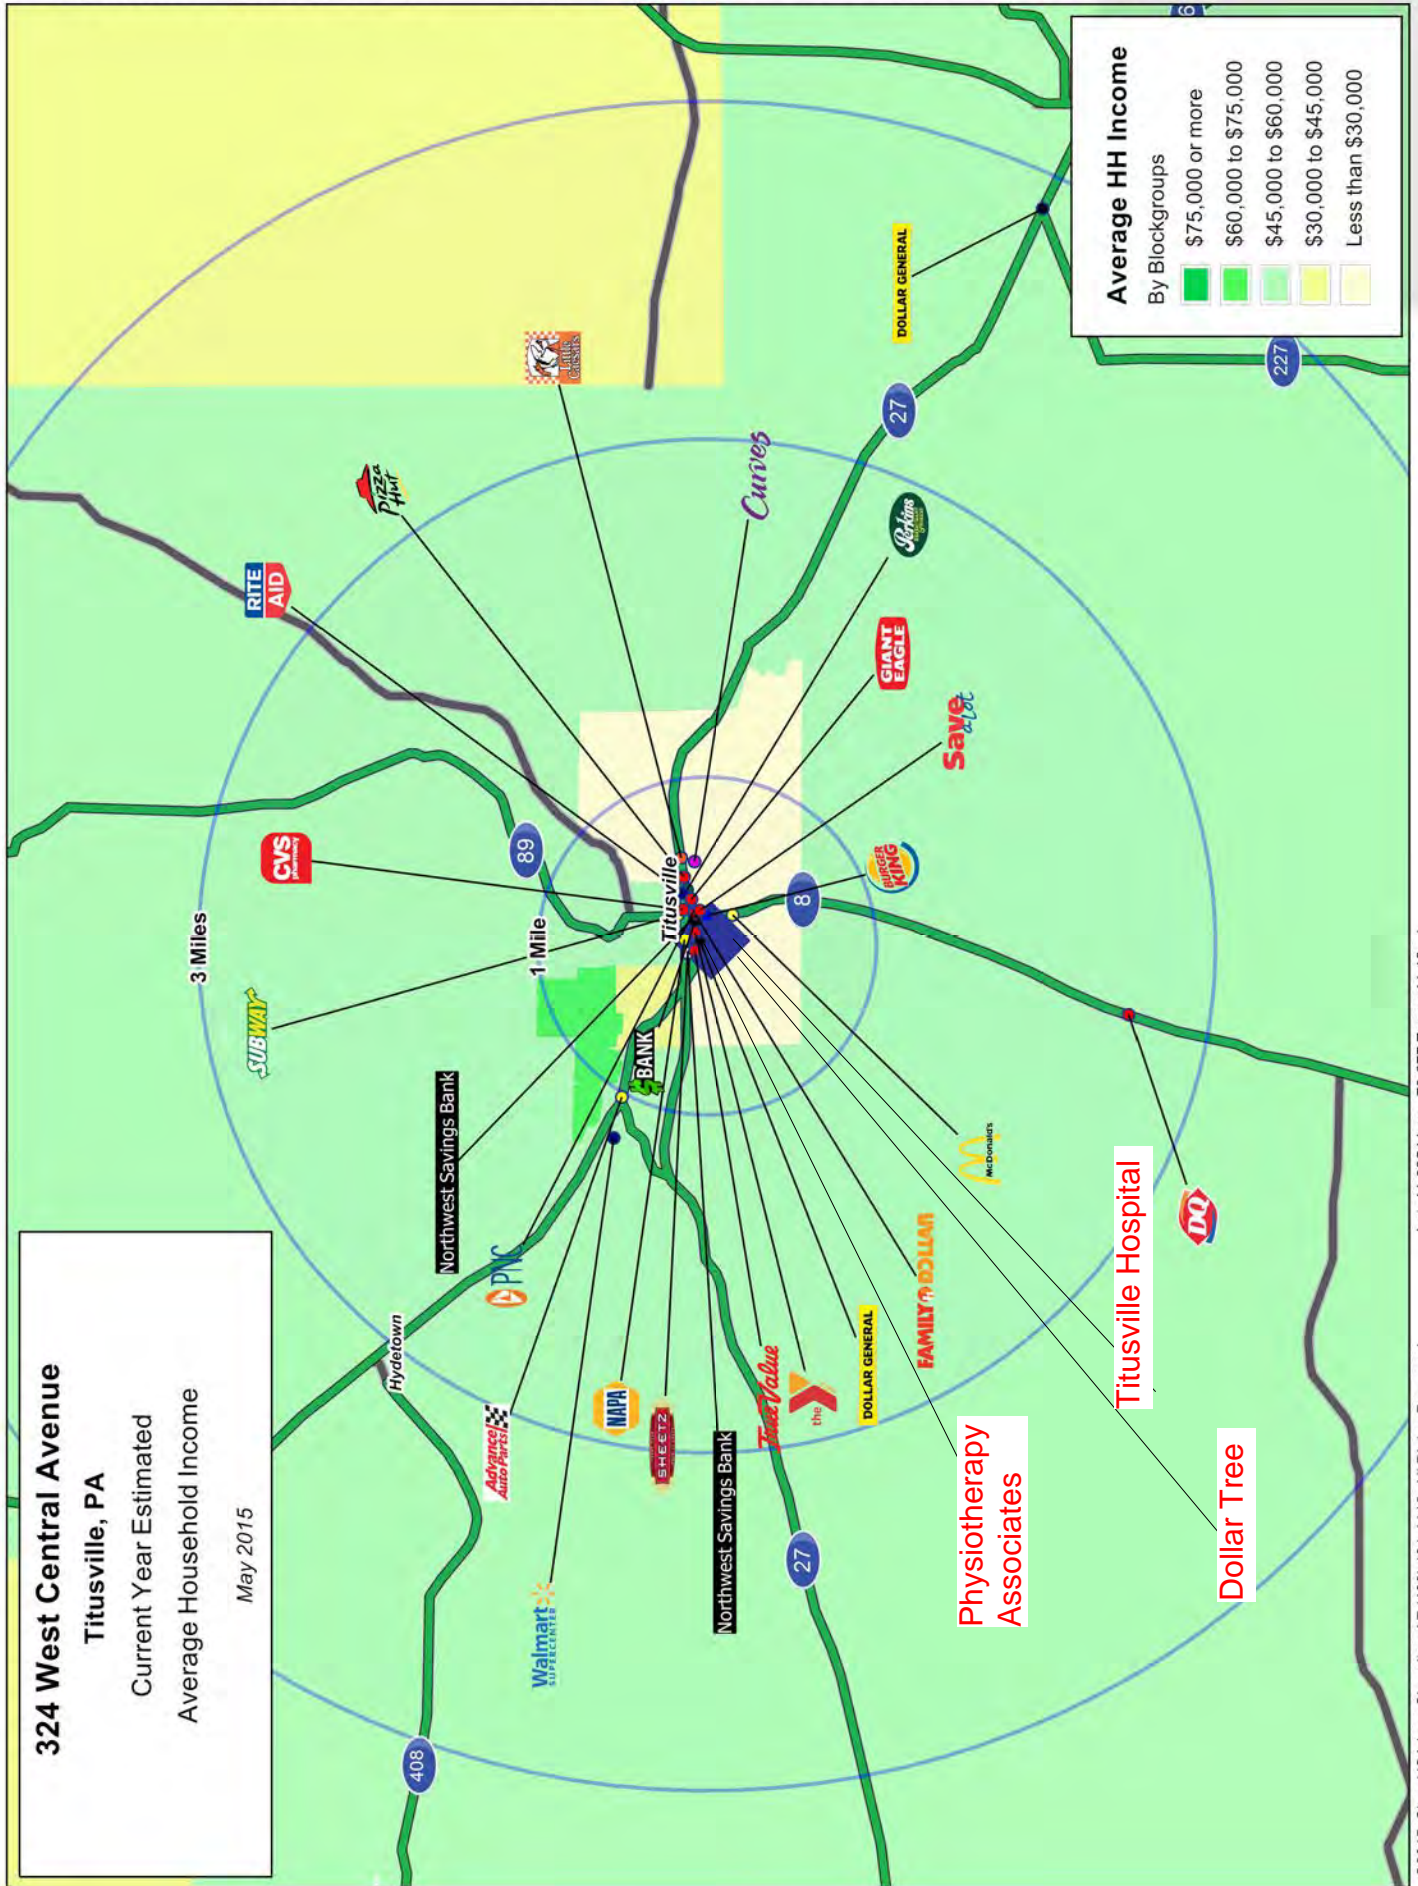 324 West Central Avenue
Titusville, PA
Current Year Estimated
Average Household Income
May 2015
Average HH Income
By Blockgroups
$75,000 or more
$60,000 to $75,000
$45,000 to $60,000
$30,000 to $45,000
Less than $30,000
3 Miles
1 Mile
Titusville
Hydetown
408
27
89
8
27
227
SUBWAY
CVS
pharmacy
RITE
AID
Pizza
Hut
Little
Caesars
Curves
DOLLAR GENERAL
Perkins
GIANT
EAGLE
Save
a lot
BURGER
KING
Northwest Savings Bank
PNC
BANK
Advance
Auto Parts
Walmart
SUPERCENTER
NAPA
SHEETZ
Northwest Savings Bank
True Value
the
Y
DOLLAR GENERAL
FAMILY DOLLAR
McDonald's
DQ
Physiotherapy
Associates
Titusville Hospital
Dollar Tree